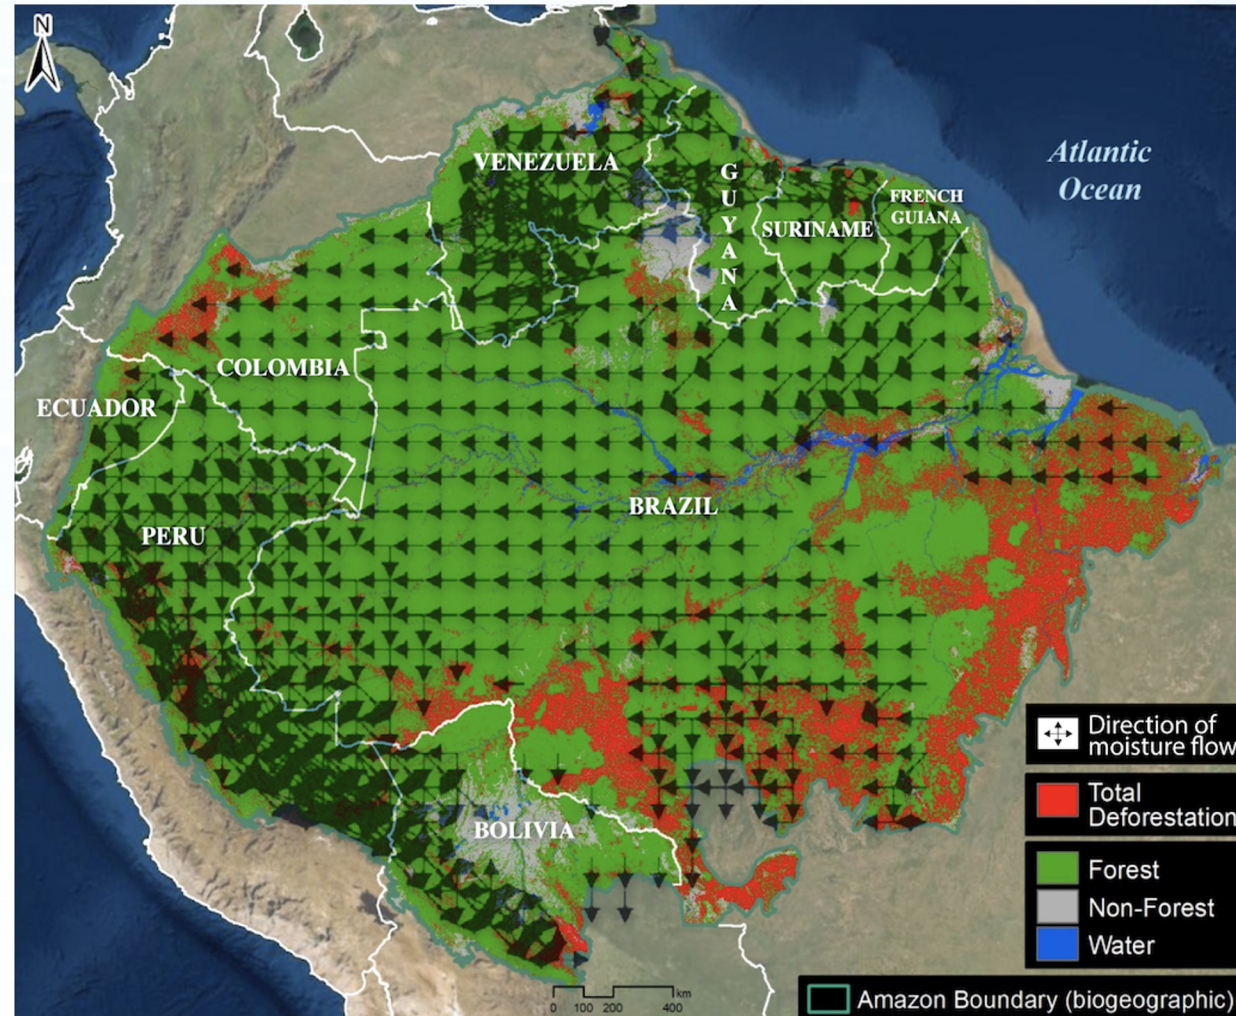 N
VENEZUELA
G
U
Y
A
N
A
FRENCH
GUIANA
SURINAME
Atlantic
Ocean
COLOMBIA
ECUADOR
PERU
BRAZIL
BOLIVIA
Direction of
moisture flow
Total
Deforestation
Forest
Non-Forest
Water
km
0 100 200 400
Amazon Boundary (biogeographic)